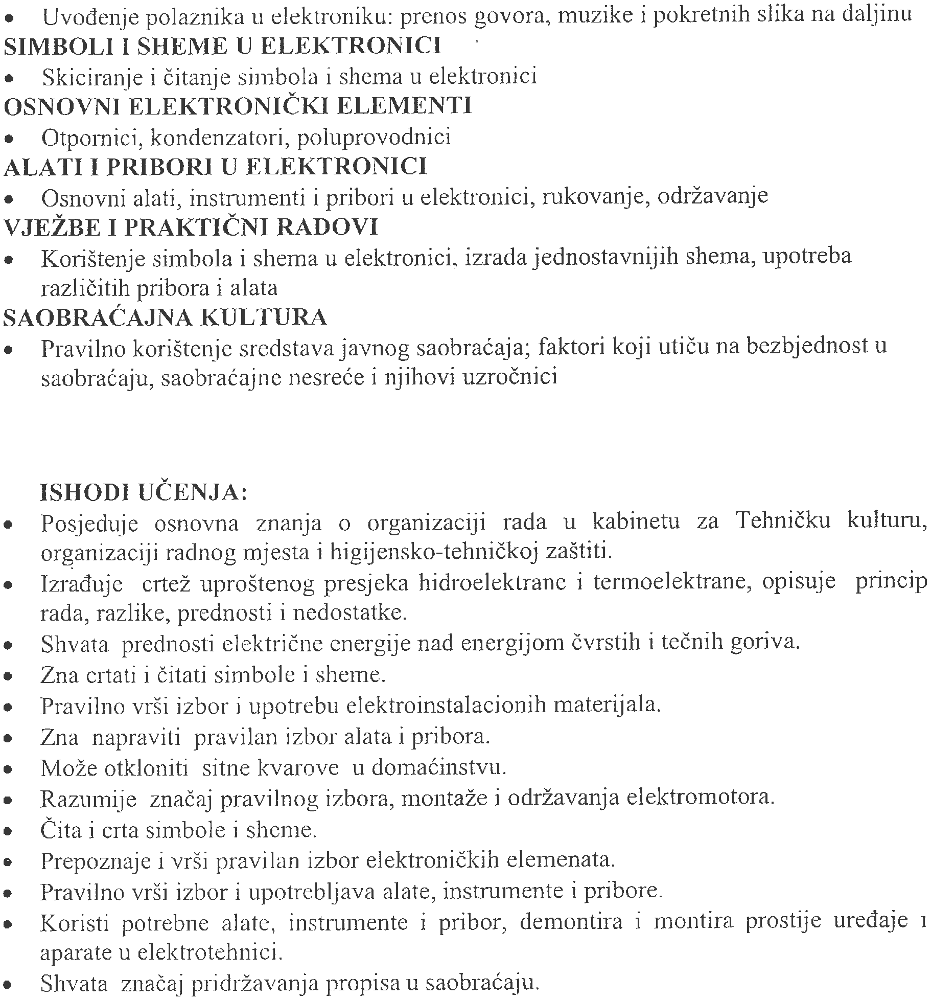 • Uvođenje polaznika u elektroniku: prenos govora, muzike i pokretnih slika na daljinu
SIMBOLI I SHEME U ELEKTRONICI
• Skiciranje i čitanje simbola i shema u elektronici
OSNOVNI ELEKTRONIČKI ELEMENTI
• Otpornici, kondenzatori, poluprovodnici
ALATI I PRIBORI U ELEKTRONICI
• Osnovni alati, instrumenti i pribori u elektronici, rukovanje, održavanje
VJEŽBE I PRAKTIČNI RADOVI
• Korištenje simbola i shema u elektronici, izrada jednostavnijih shema, upotreba
različitih pribora i alata
SAOBRAĆAJNA KULTURA
• Pravilno korištenje sredstava javnog saobraćaja; faktori koji utiču na bezbjednost u
saobraćaju, saobraćajne nesreće i njihovi uzročnici
ISHODI UČENJA:
• Posjeduje osnovna znanja o organizaciji rada u kabinetu za Tehničku kulturu,
organizaciji radnog mjesta i higijensko-tehničkoj zaštiti.
• Izrađuje crtež uproštenog presjeka hidroelektrane i termoelektrane, opisuje princip
rada, razlike, prednosti i nedostatke.
• Shvata prednosti električne energije nad energijom čvrstih i tečnih goriva.
• Zna crtati i čitati simbole i sheme.
• Pravilno vrši izbor i upotrebu elektroinstalacionih materijala.
• Zna napraviti pravilan izbor alata i pribora.
• Može otkloniti sitne kvarove u domaćinstvu.
• Razumije značaj pravilnog izbora, montaže i održavanja elektromotora.
• Čita i crta simbole i sheme.
• Prepoznaje i vrši pravilan izbor elektroničkih elemenata.
• Pravilno vrši izbor i upotrebljava alate, instrumente i pribore.
• Koristi potrebne alate, instrumente i pribor, demontira i montira prostije uređaje i
aparate u elektrotehnici.
• Shvata značaj pridržavanja propisa u saobraćaju.